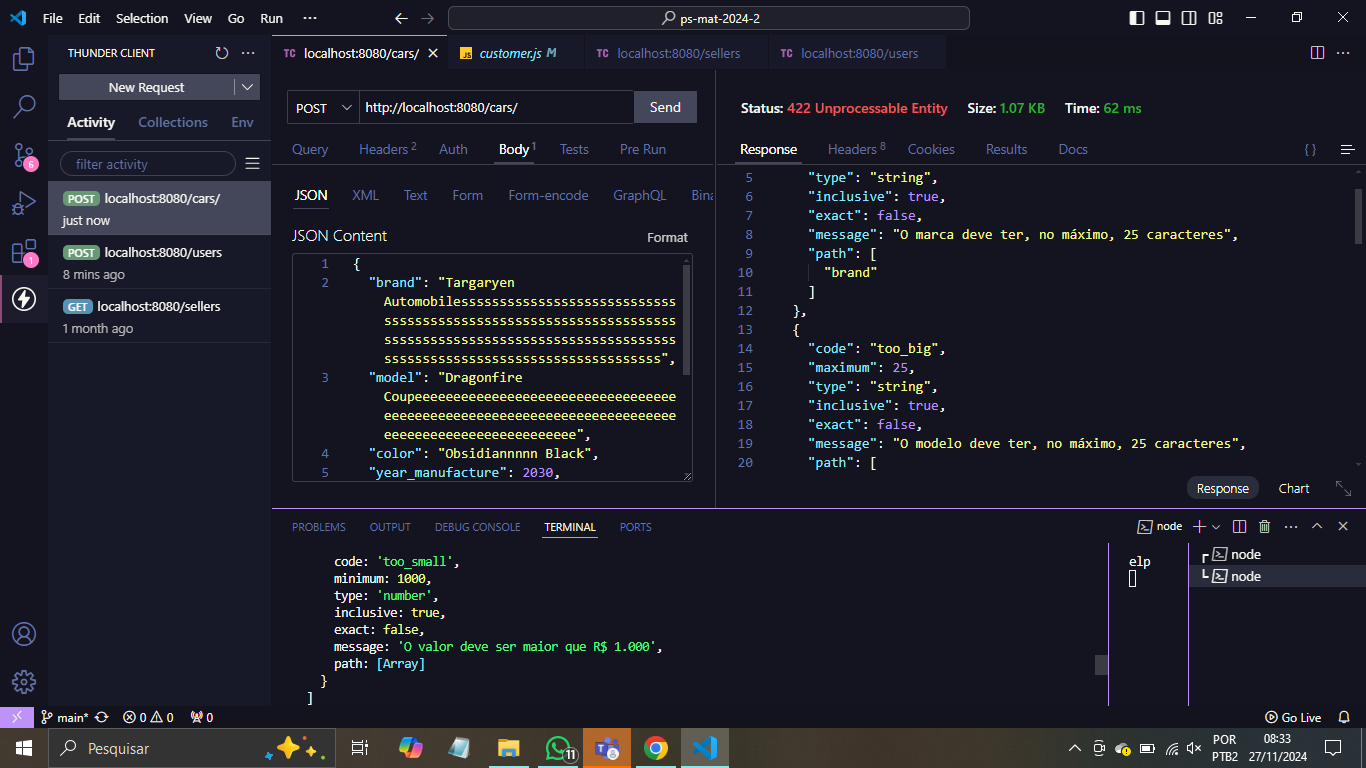 File Edit Selection View Go Run ··· ps-mat-2024-2
THUNDER CLIENT
New Request
Activity Collections Env
filter activity
POST localhost:8080/cars/
just now
POST localhost:8080/users
8 mins ago
GET localhost:8080/sellers
1 month ago
6
1
TC localhost:8080/cars/
JS customer.js M
TC localhost:8080/sellers
TC localhost:8080/users
POST http://localhost:8080/cars/ Send
Query Headers 2 Auth Body 1 Tests Pre Run
JSON XML Text Form Form-encode GraphQL Bina
JSON Content Format
1 {
2 "brand": "Targaryen
Automobilesssssssssssssssssssssssssssss
sssssssssssssssssssssssssssssssssssssss
sssssssssssssssssssssssssssssssssssssss
sssssssssssssssssssssssssssssssssssss",
3 "model": "Dragonfire
Coupeeeeeeeeeeeeeeeeeeeeeeeeeeeeeeeeeee
eeeeeeeeeeeeeeeeeeeeeeeeeeeeeeeeeeeeeee
eeeeeeeeeeeeeeeeeeeeeeeee",
4 "color": "Obsidiannnnn Black",
5 "year_manufacture": 2030,
Status: 422 Unprocessable Entity Size: 1.07 KB Time: 62 ms
Response Headers 8 Cookies Results Docs { }
5 "type": "string",
6 "inclusive": true,
7 "exact": false,
8 "message": "O marca deve ter, no máximo, 25 caracteres",
9 "path": [
10 "brand"
11 ]
12 },
13 {
14 "code": "too_big",
15 "maximum": 25,
16 "type": "string",
17 "inclusive": true,
18 "exact": false,
19 "message": "O modelo deve ter, no máximo, 25 caracteres",
20 "path": [
Response Chart
PROBLEMS OUTPUT DEBUG CONSOLE TERMINAL PORTS node
code: 'too_small',
minimum: 1000,
type: 'number',
inclusive: true,
exact: false,
message: 'O valor deve ser maior que R$ 1.000',
path: [Array]
}
]
elp
node
node
main* 0 0 0 Go Live
Pesquisar 11 POR 08:33
PTB2 27/11/2024